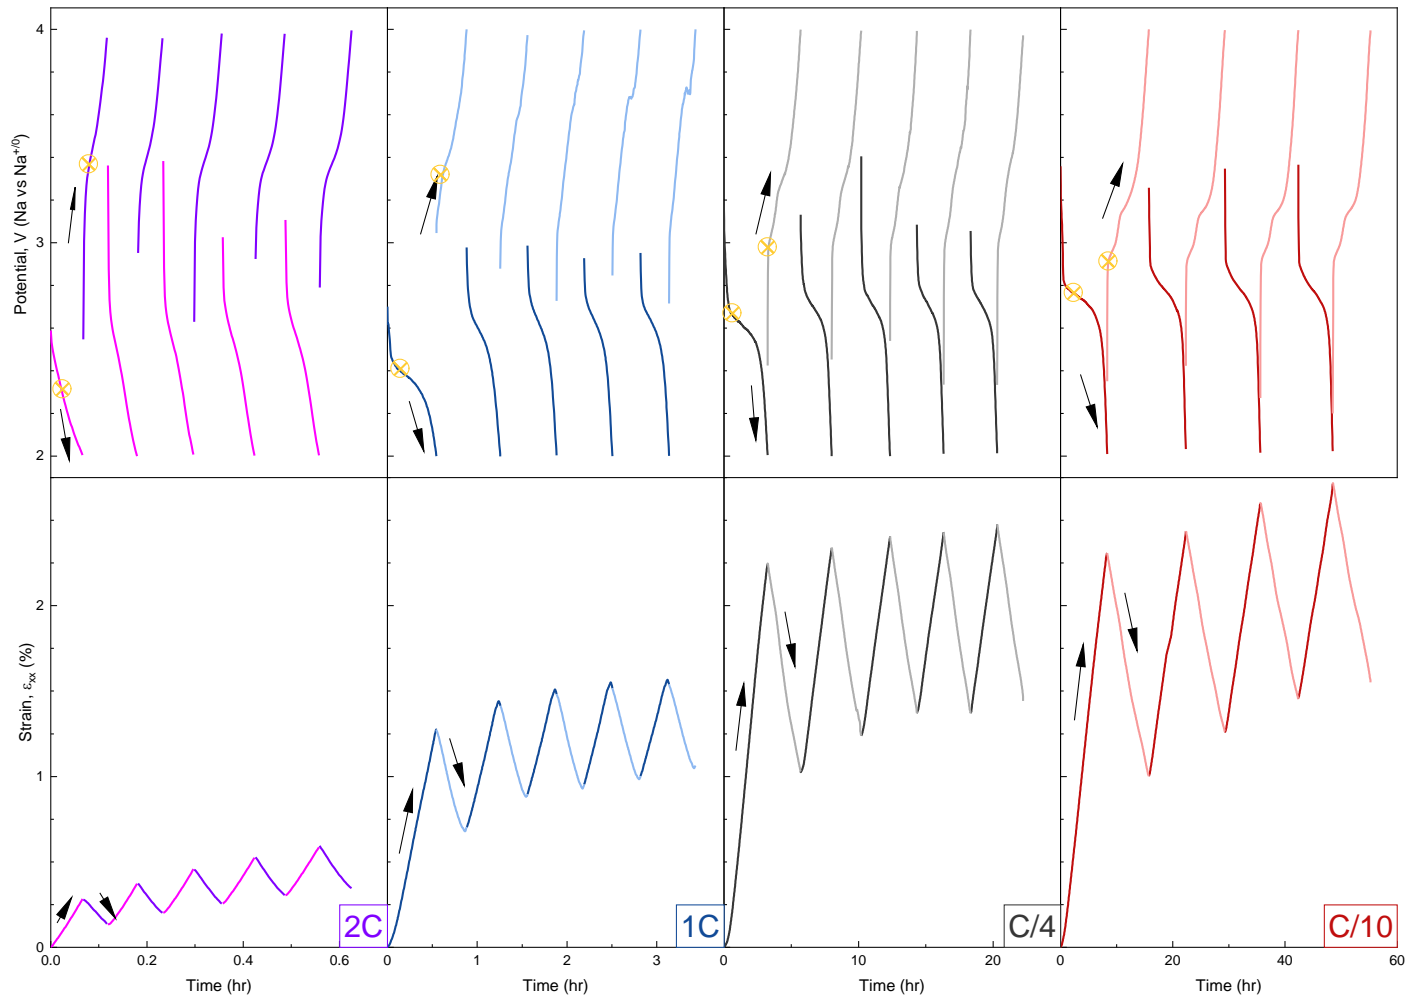 4
3
2
Potential, V (Na vs Na+/0)
2
1
0
Strain, εxx (%)
2C
1C
C/4
C/10
0.0 0.2 0.4 0.6
1 2 3
0 10 20
0 20 40 60
Time (hr) Time (hr) Time (hr) Time (hr)